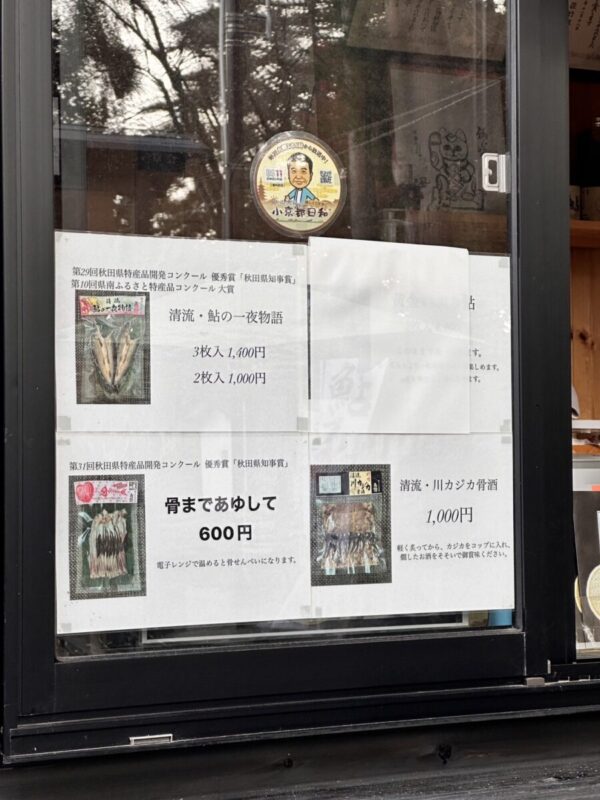 小京都日和
第29回秋田県特産品開発コンクール 優秀賞「秋田県知事賞」
第10回県南ふるさと特産品コンクール 大賞
清流・鮎の一夜物語
3枚入 1,400円
2枚入 1,000円
鮎
す。
しめます。
す。
第31回秋田県特産品開発コンクール 優秀賞「秋田県知事賞」
骨まであゆして
600円
電子レンジで温めると骨せんべいになります。
清流・川カジカ骨酒
1,000円
軽く炙ってから、カジカをコップに入れ、
燗したお酒をそそいで御賞味ください。